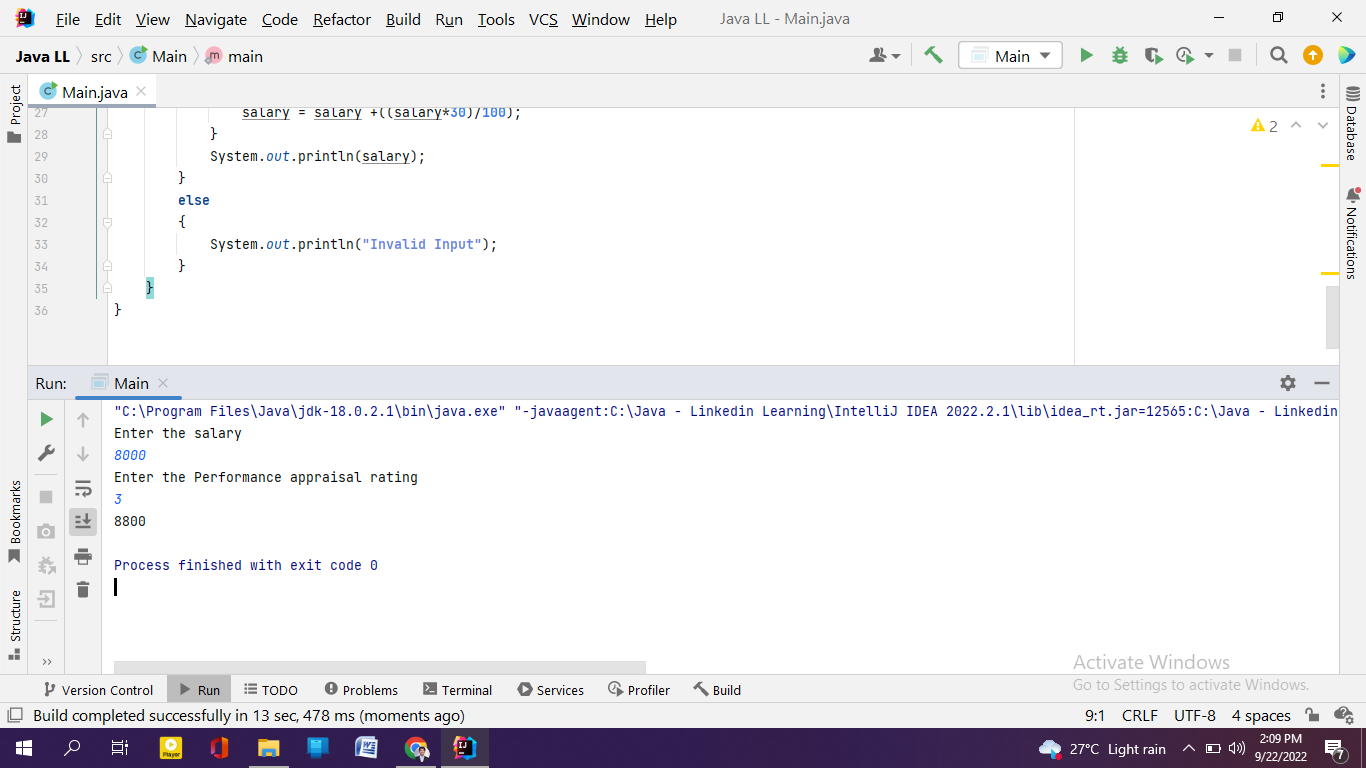 File Edit View Navigate Code Refactor Build Run Tools VCS Window Help Java LL - Main.java
Java LL src Main main Main
Project
Main.java
27 salary = salary +((salary*30)/100);
28 }
29 System.out.println(salary);
30 }
31 else
32 {
33 System.out.println("Invalid Input");
34 }
35 }
36 }
2
Database
Notifications
Run: Main
"C:\Program Files\Java\jdk-18.0.2.1\bin\java.exe" "-javaagent:C:\Java - Linkedin Learning\IntelliJ IDEA 2022.2.1\lib\idea_rt.jar=12565:C:\Java - Linkedin
Enter the salary
8000
Enter the Performance appraisal rating
3
8800
Process finished with exit code 0
Bookmarks
Structure
Activate Windows
Go to Settings to activate Windows.
Version Control Run TODO Problems Terminal Services Profiler Build
Build completed successfully in 13 sec, 478 ms (moments ago) 9:1 CRLF UTF-8 4 spaces
Player
27°C Light rain
2:09 PM
9/22/2022
7